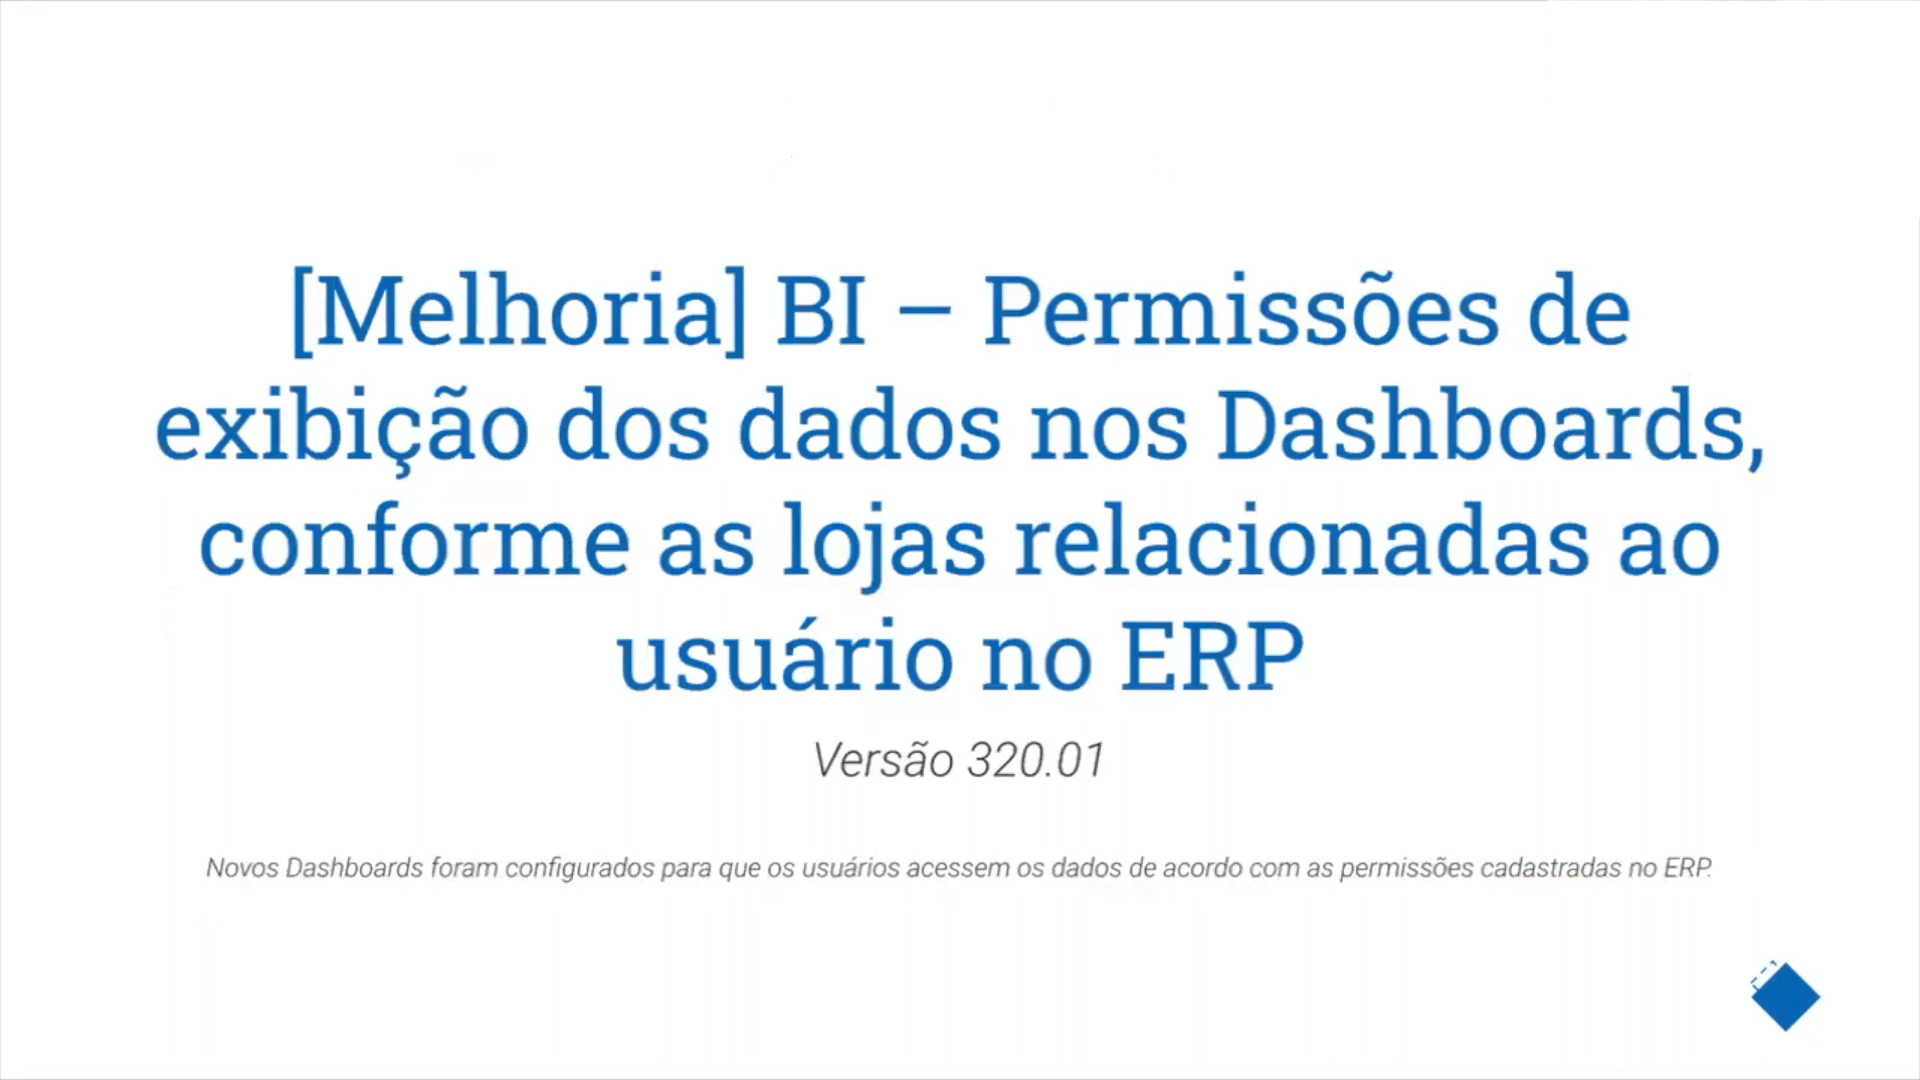 [Melhoria] BI – Permissões de
exibição dos dados nos Dashboards,
conforme as lojas relacionadas ao
usuário no ERP
Versão 320.01
Novos Dashboards foram configurados para que os usuários acessem os dados de acordo com as permissões cadastradas no ERP.